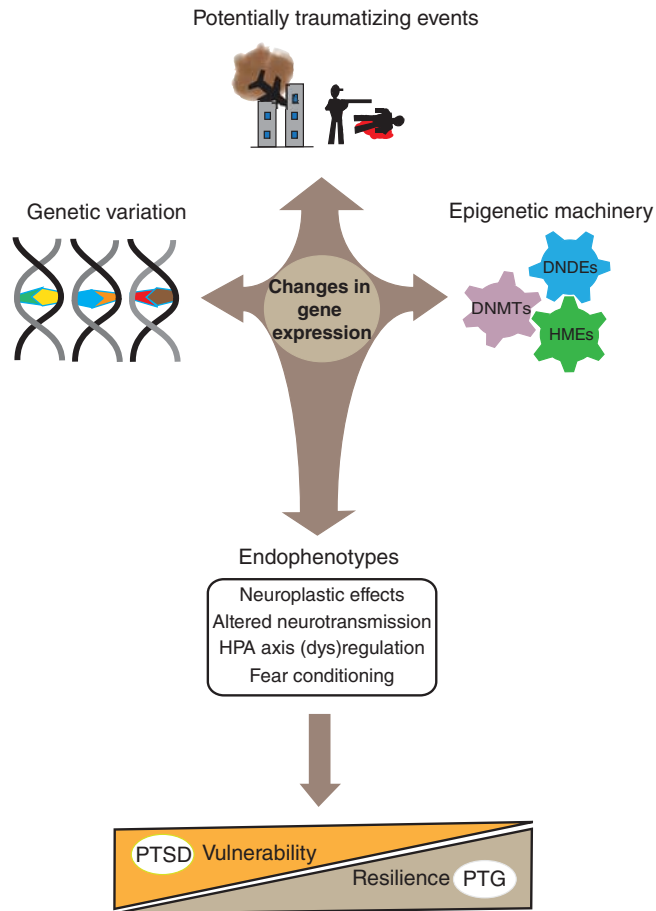 Potentially traumatizing events
Genetic variation
Epigenetic machinery
DNDEs
DNMTs
HMEs
Changes in
gene
expression
Endophenotypes
Neuroplastic effects
Altered neurotransmission
HPA axis (dys)regulation
Fear conditioning
PTSD Vulnerability
Resilience PTG